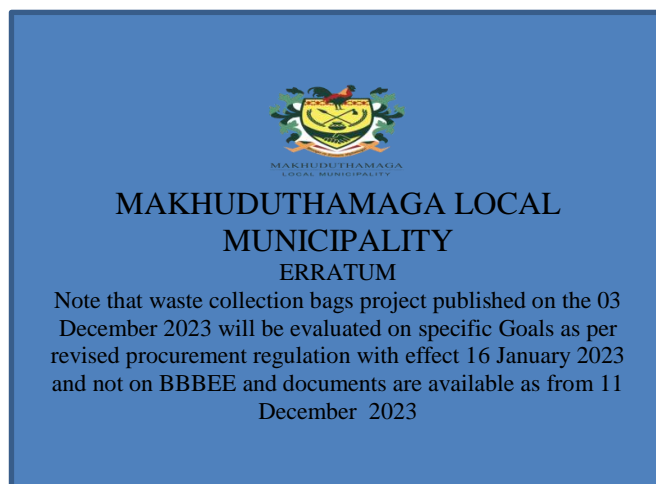 MAKHUDUTHAMAGA
LOCAL MUNICIPALITY
MAKHUDUTHAMAGA LOCAL
MUNICIPALITY
ERRATUM
Note that waste collection bags project published on the 03
December 2023 will be evaluated on specific Goals as per
revised procurement regulation with effect 16 January 2023
and not on BBBEE and documents are available as from 11
December  2023